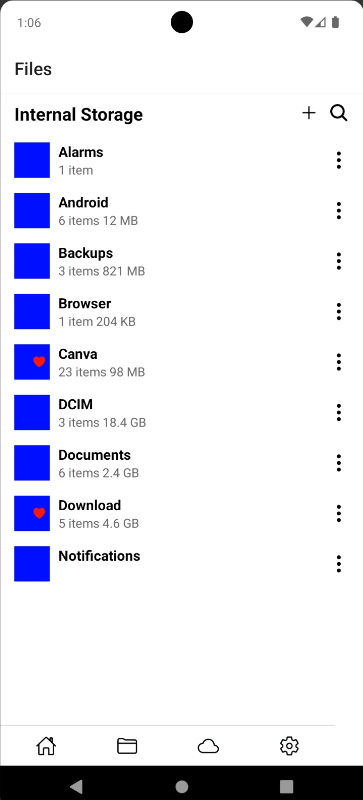 1:06
Files
Internal Storage
Alarms
1 item
Android
6 items 12 MB
Backups
3 items 821 MB
Browser
1 item 204 KB
Canva
23 items 98 MB
DCIM
3 items 18.4 GB
Documents
6 items 2.4 GB
Download
5 items 4.6 GB
Notifications